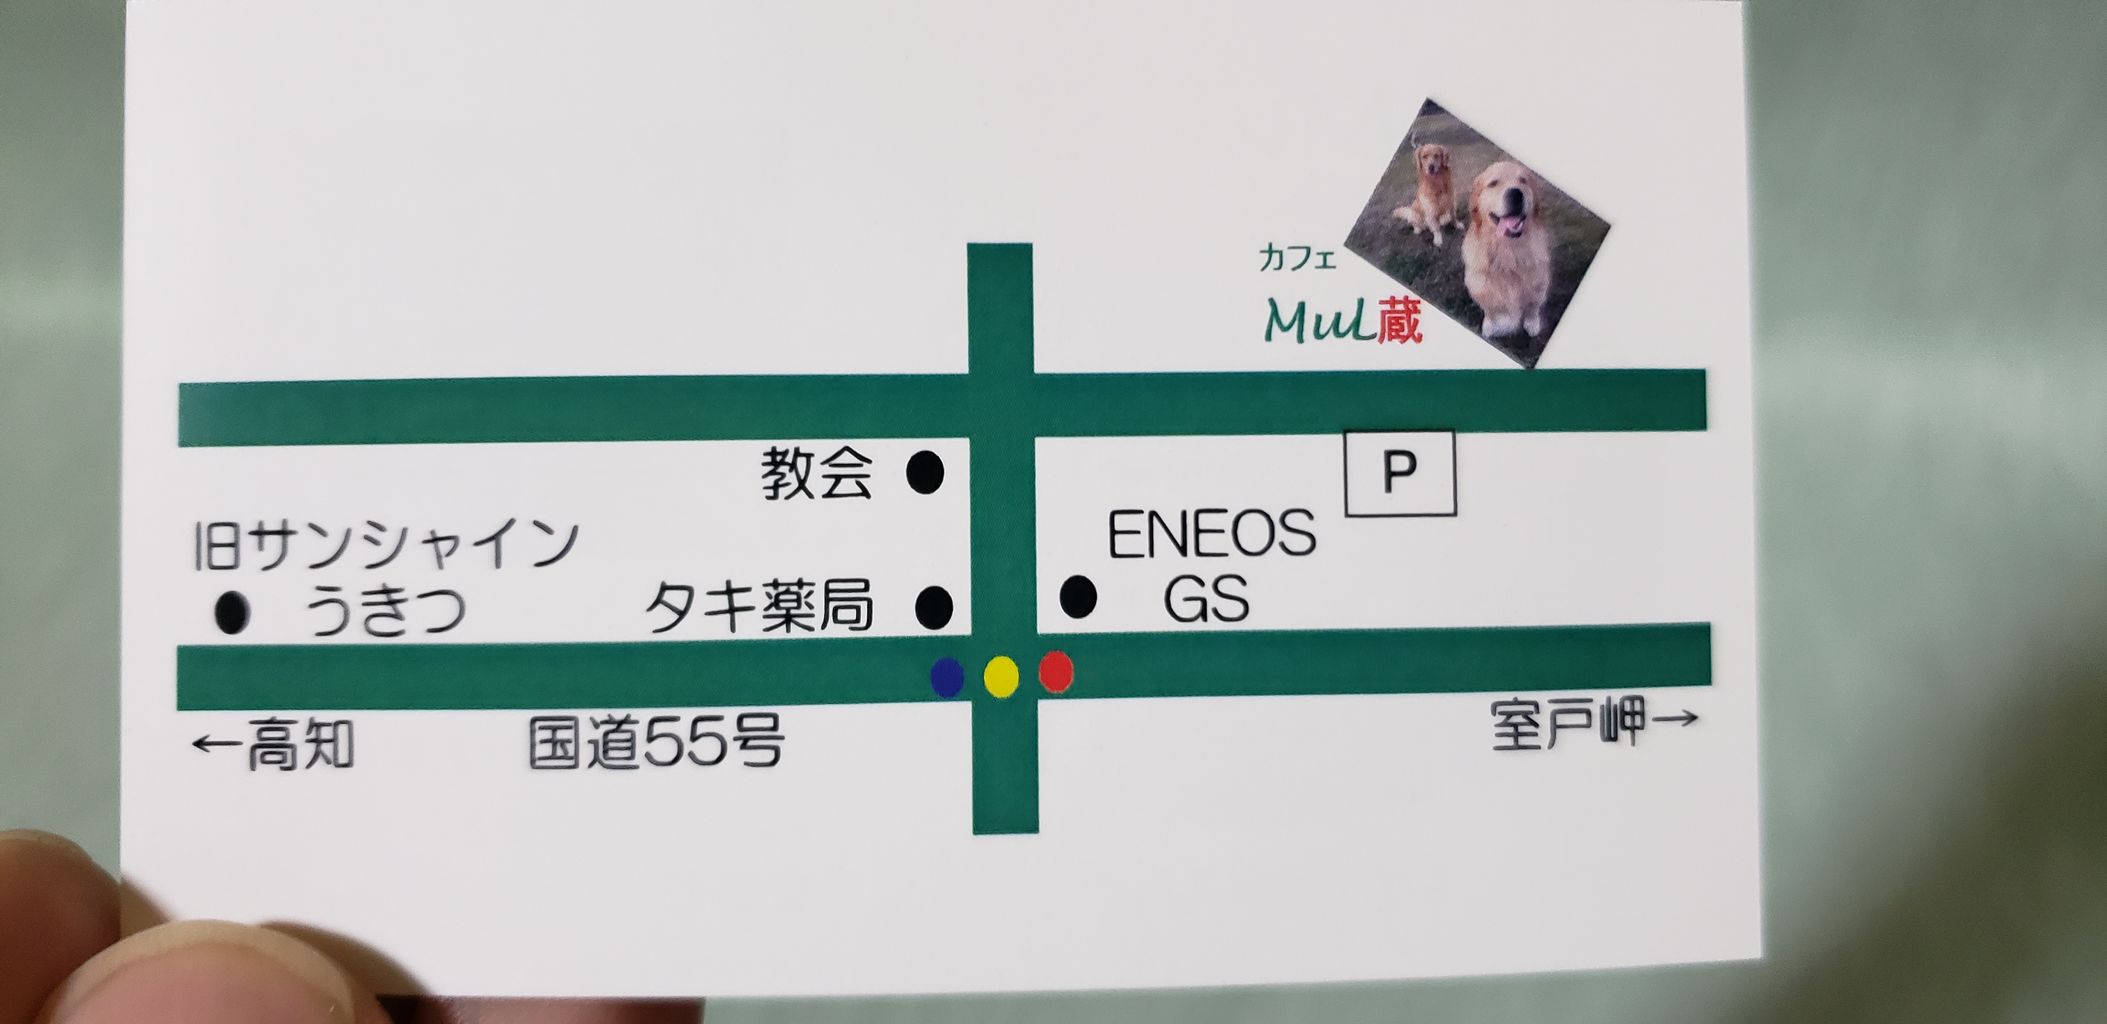 カフェ
MuL蔵
教会
P
旧サンシャイン
うきつ
タキ薬局
ENEOS
GS
←高知
国道55号
室戸岬→